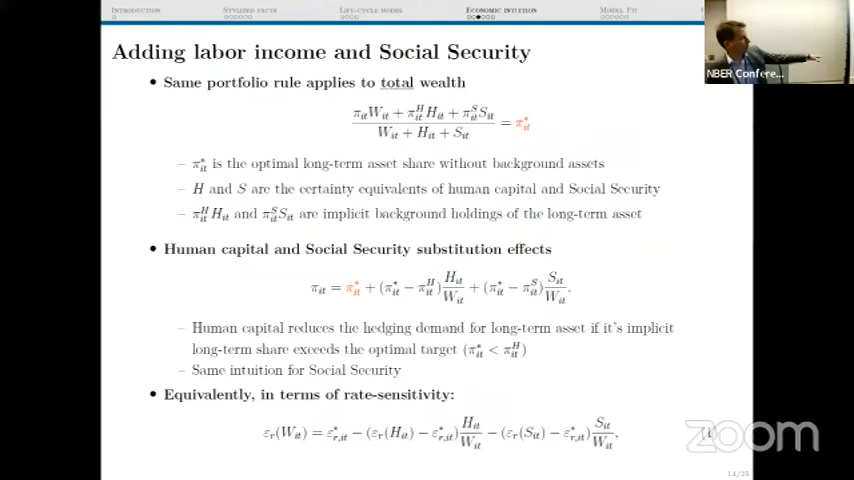 INTRODUCTION STYLIZED FACTS LIFE-CYCLE MODEL ECONOMIC INTUITION MODEL FIT
Adding labor income and Social Security
• Same portfolio rule applies to total wealth
(π_it W_it + π^H_it H_it + π^S_it S_it) / (W_it + H_it + S_it) = π*_it
– π*_it is the optimal long-term asset share without background assets
– H and S are the certainty equivalents of human capital and Social Security
– π^H_it H_it and π^S_it S_it are implicit background holdings of the long-term asset
• Human capital and Social Security substitution effects
π_it = π*_it + (π*_it − π^H_it) H_it/W_it + (π*_it − π^S_it) S_it/W_it.
– Human capital reduces the hedging demand for long-term asset if it's implicit
long-term share exceeds the optimal target (π*_it < π^H_it)
– Same intuition for Social Security
• Equivalently, in terms of rate-sensitivity:
ε_r(W_it) = ε*_r,it − (ε_r(H_it) − ε*_r,it) H_it/W_it − (ε_r(S_it) − ε*_r,it) S_it/W_it,
14/23
NBER Confere...
zoom